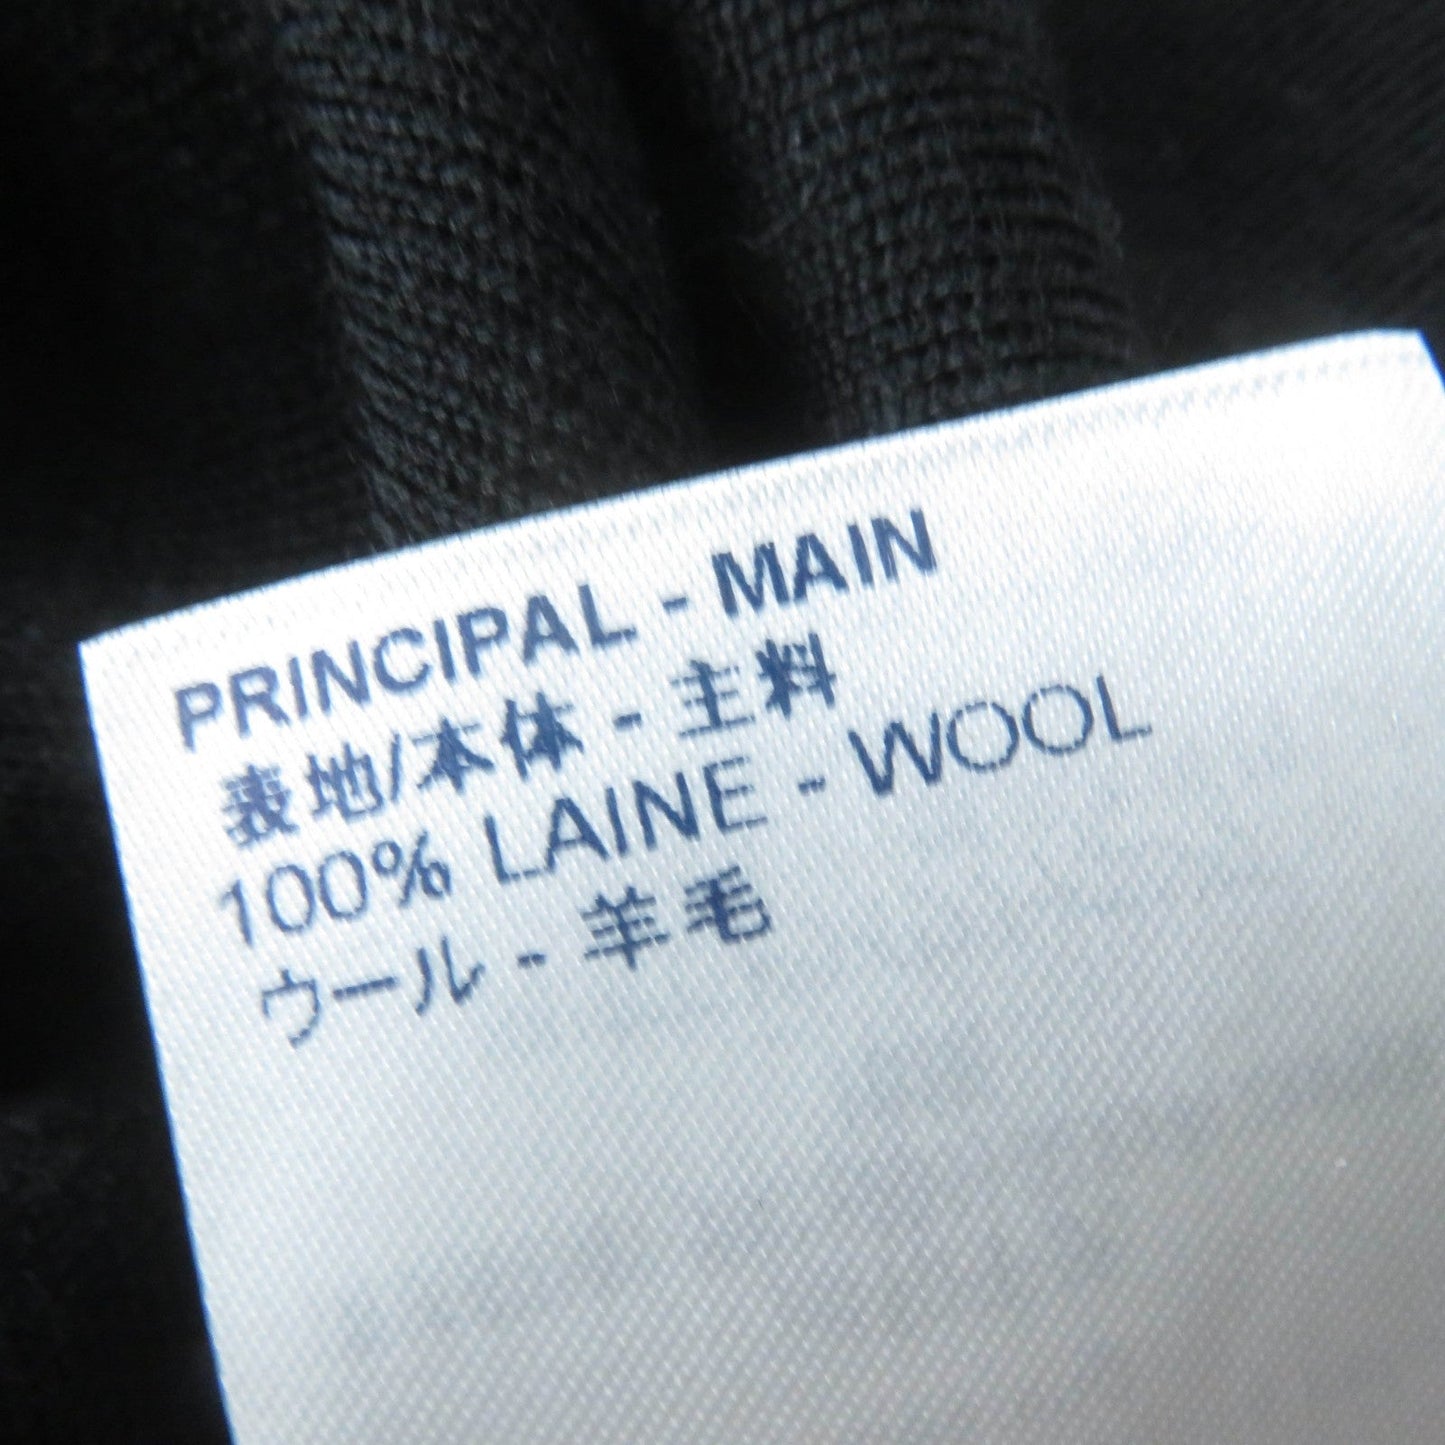 PRINCIPAL - MAIN
表地/本体 - 主料
100% LAINE - WOOL
ウール - 羊毛